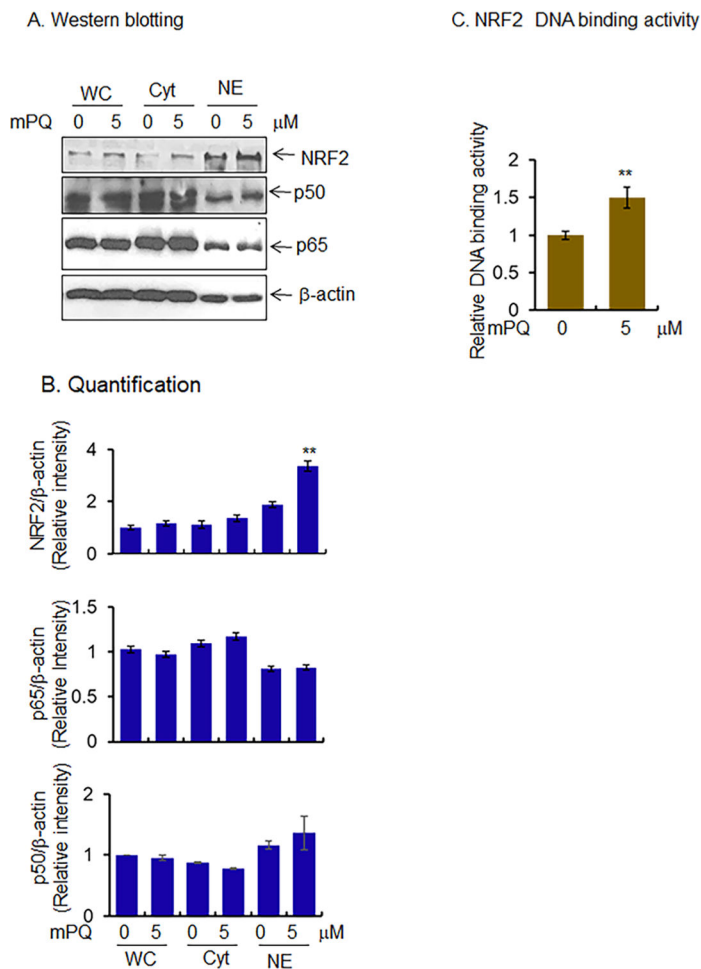 A. Western blotting
WC Cyt NE
mPQ 0 5 0 5 0 5 μM
NRF2
p50
p65
β-actin
C. NRF2 DNA binding activity
Relative DNA binding activity
2
1.5
1
0.5
0
**
mPQ 0 5 μM
B. Quantification
NRF2/β-actin
(Relative intensity)
4
2
0
**
p65/β-actin
(Relative Intensity)
1.5
1
0.5
0
p50/β-actin
(Relative intensity)
2
1
0
mPQ 0 5 0 5 0 5 μM
WC Cyt NE